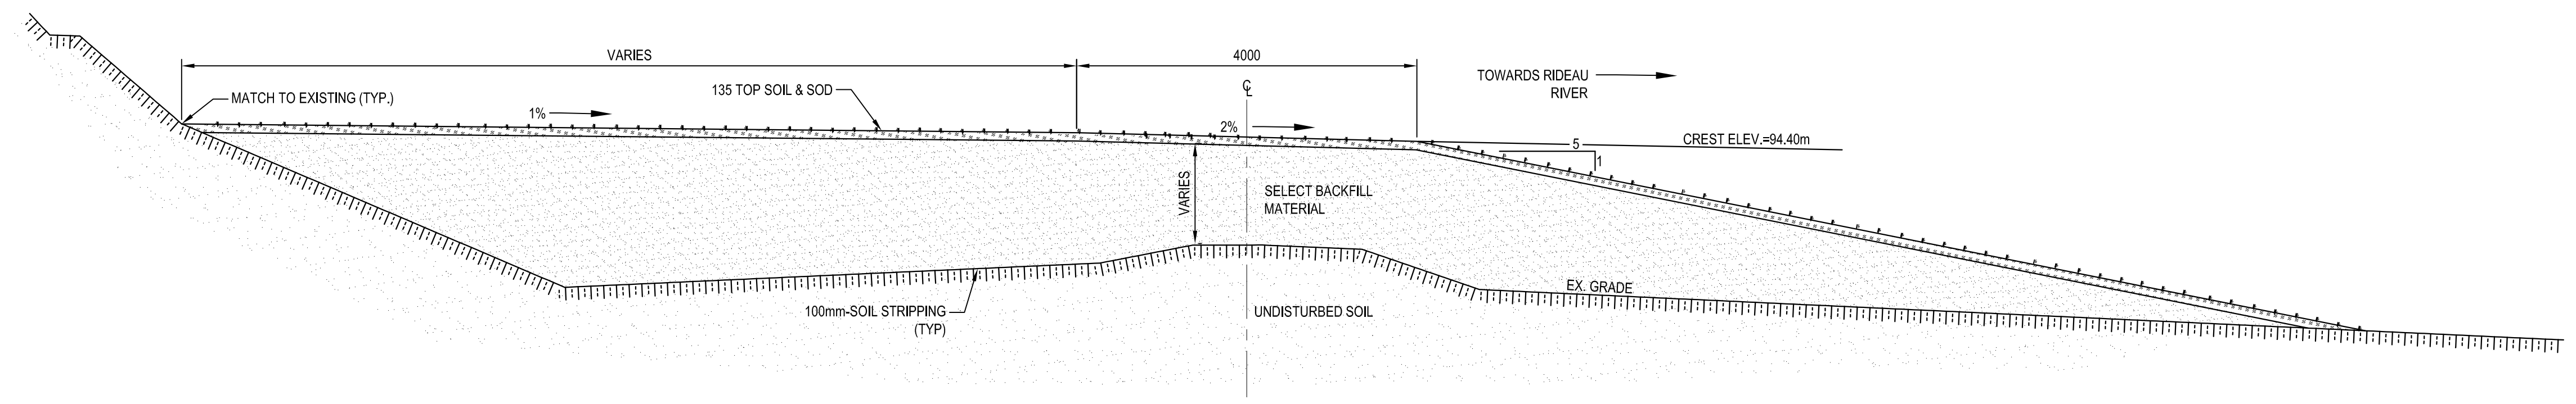 VARIES
4000
TOWARDS RIDEAU
RIVER
℄
MATCH TO EXISTING (TYP.)
135 TOP SOIL & SOD
1%
2%
5
1
CREST ELEV.=94.40m
VARIES
SELECT BACKFILL
MATERIAL
EX. GRADE
100mm-SOIL STRIPPING
(TYP)
UNDISTURBED SOIL